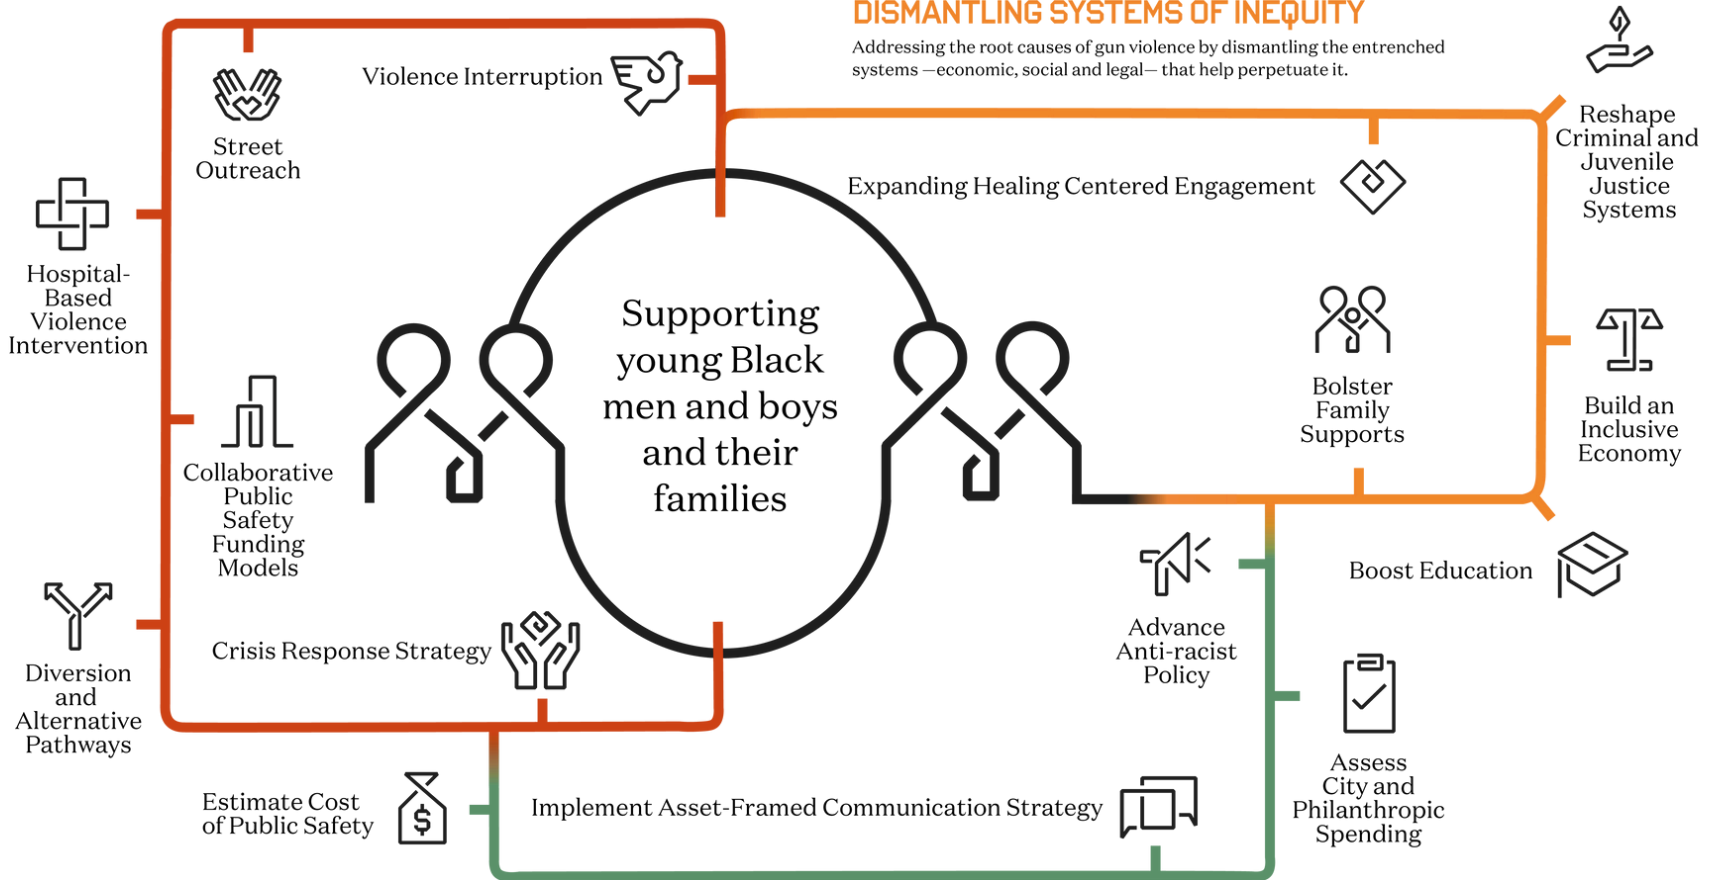 DISMANTLING SYSTEMS OF INEQUITY
Addressing the root causes of gun violence by dismantling the entrenched
systems —economic, social and legal— that help perpetuate it.
Violence Interruption
Street
Outreach
Hospital-
Based
Violence
Intervention
Collaborative
Public
Safety
Funding
Models
Diversion
and
Alternative
Pathways
Crisis Response Strategy
Supporting
young Black
men and boys
and their
families
Expanding Healing Centered Engagement
Reshape
Criminal and
Juvenile
Justice
Systems
Bolster
Family
Supports
Build an
Inclusive
Economy
Boost Education
Advance
Anti-racist
Policy
Assess
City and
Philanthropic
Spending
Estimate Cost
of Public Safety
$
Implement Asset-Framed Communication Strategy